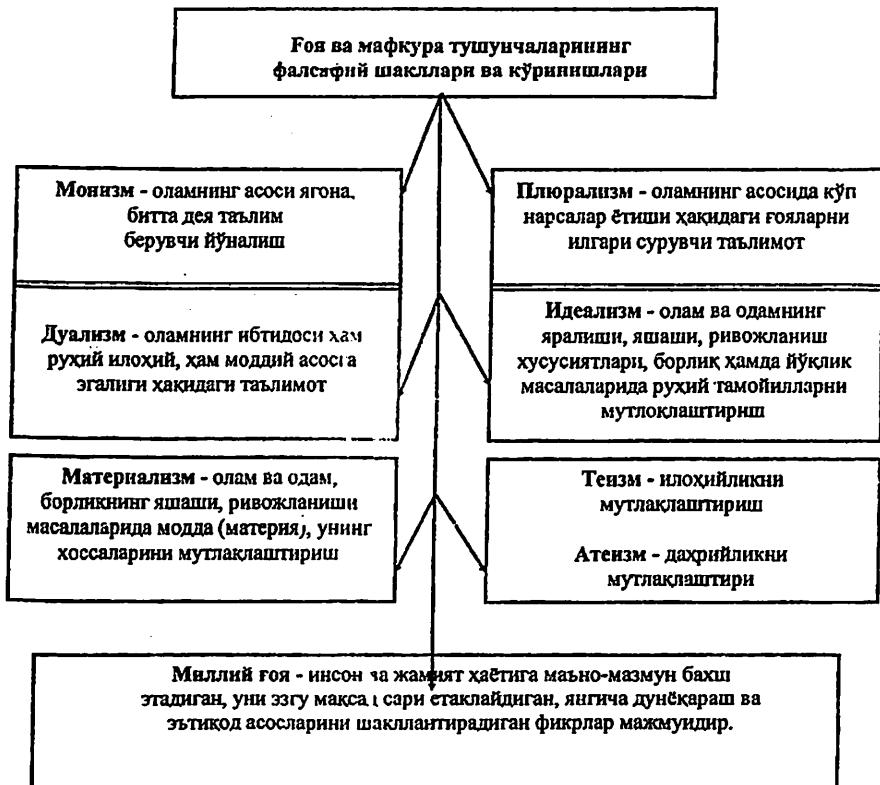 Ғоя ва мафкура тушунчаларининг
фалсафий шакллари ва кўринишлари
Монизм - оламнинг асоси ягона,
битта дея таълим
берувчи йўналиш
Плюрализм - оламнинг асосида кўп
нарсалар ётиши ҳақидаги ғояларни
илгари сурувчи таълимот
Дуализм - оламнинг ибтидоси ҳам
руҳий илоҳий, ҳам моддий асосга
эгалиги ҳақидаги таълимот
Идеализм - олам ва одамнинг
яралиши, яшаши, ривожланиш
хусусиятлари, борлиқ ҳамда йўқлик
масалаларида руҳий тамойилларни
мутлоқлаштириш
Материализм - олам ва одам,
борлиқнинг яшаши, ривожланиши
масалаларида модда (материя), унинг
хоссаларини мутлақлаштириш
Теизм - илоҳийликни
мутлақлаштириш
Атеизм - даҳрийликни
мутлақлаштири
Миллий ғоя - инсон ва жамият ҳаётига маъно-мазмун бахш
этадиган, уни эзгу мақсад сари етаклайдиган, янгича дунёқараш ва
эътиқод асосларини шакллантирадиган фикрлар мажмуидир.